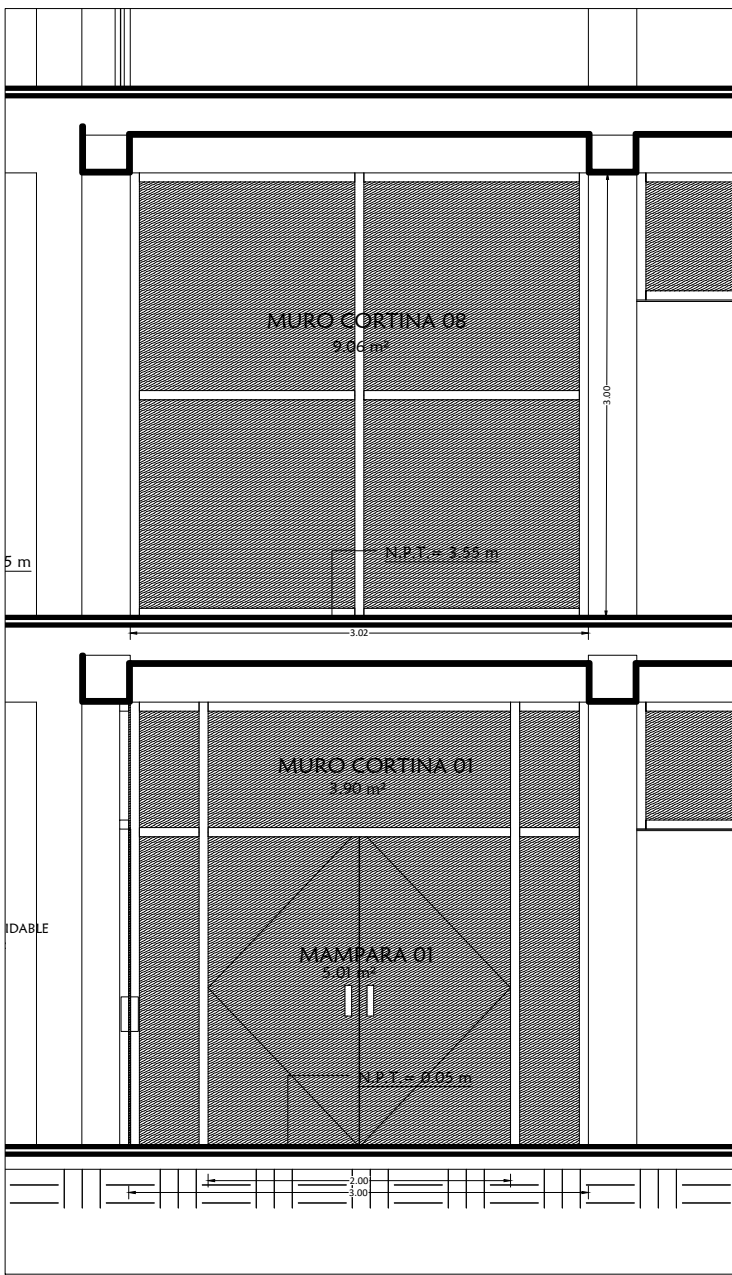 MURO CORTINA 08
9.06 m²
3.00
N.P.T.= 3.55 m
5 m
3.02
MURO CORTINA 01
3.90 m²
IDABLE
MAMPARA 01
5.01 m²
N.P.T.= 0.05 m
2.00
3.00